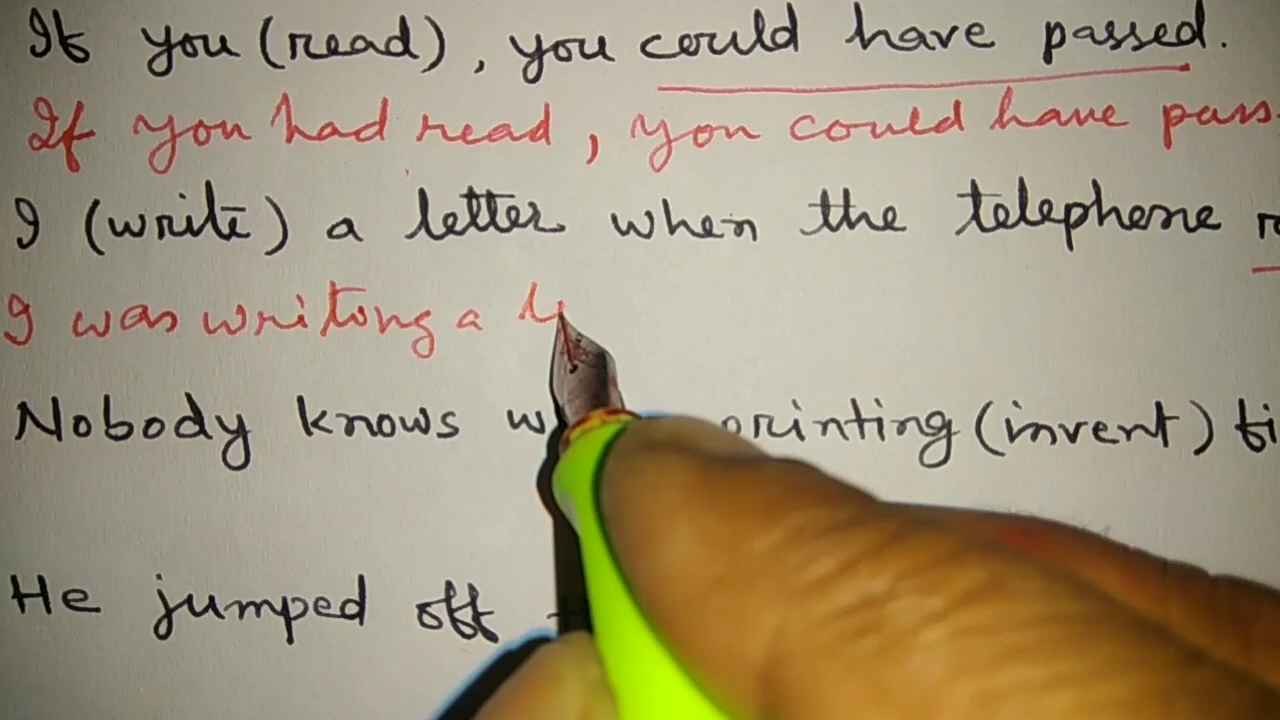 If you (read), you could have passed.
If you had read, you could have pass
I (write) a letter when the telephone r
I was writing a l
Nobody knows w printing (invent) fi
He jumped off